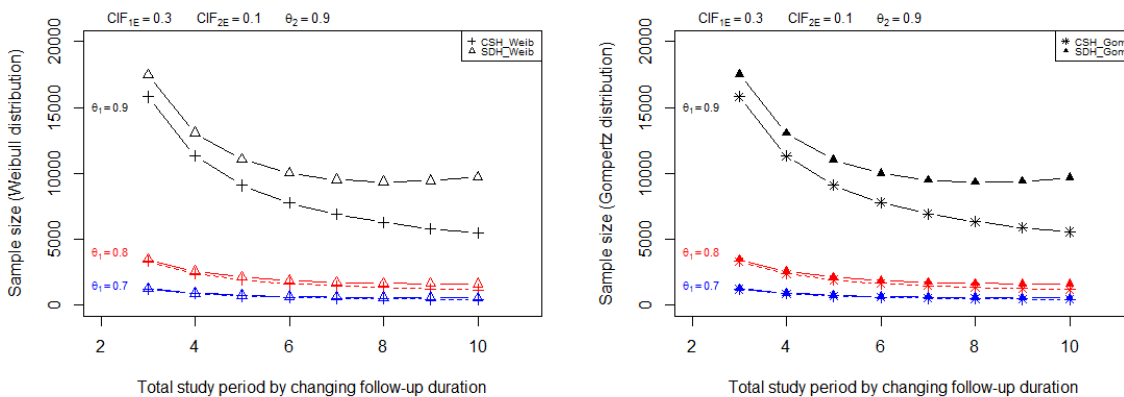 CIF1E = 0.3 CIF2E = 0.1 θ2 = 0.9
Sample size (Weibull distribution)
20000
15000
10000
5000
0
CSH_Weib
SDH_Weib
θ1 = 0.9
θ1 = 0.8
θ1 = 0.7
2 4 6 8 10
Total study period by changing follow-up duration
CIF1E = 0.3 CIF2E = 0.1 θ2 = 0.9
Sample size (Gompertz distribution)
20000
15000
10000
5000
0
CSH_Gom
SDH_Gom
θ1 = 0.9
θ1 = 0.8
θ1 = 0.7
2 4 6 8 10
Total study period by changing follow-up duration